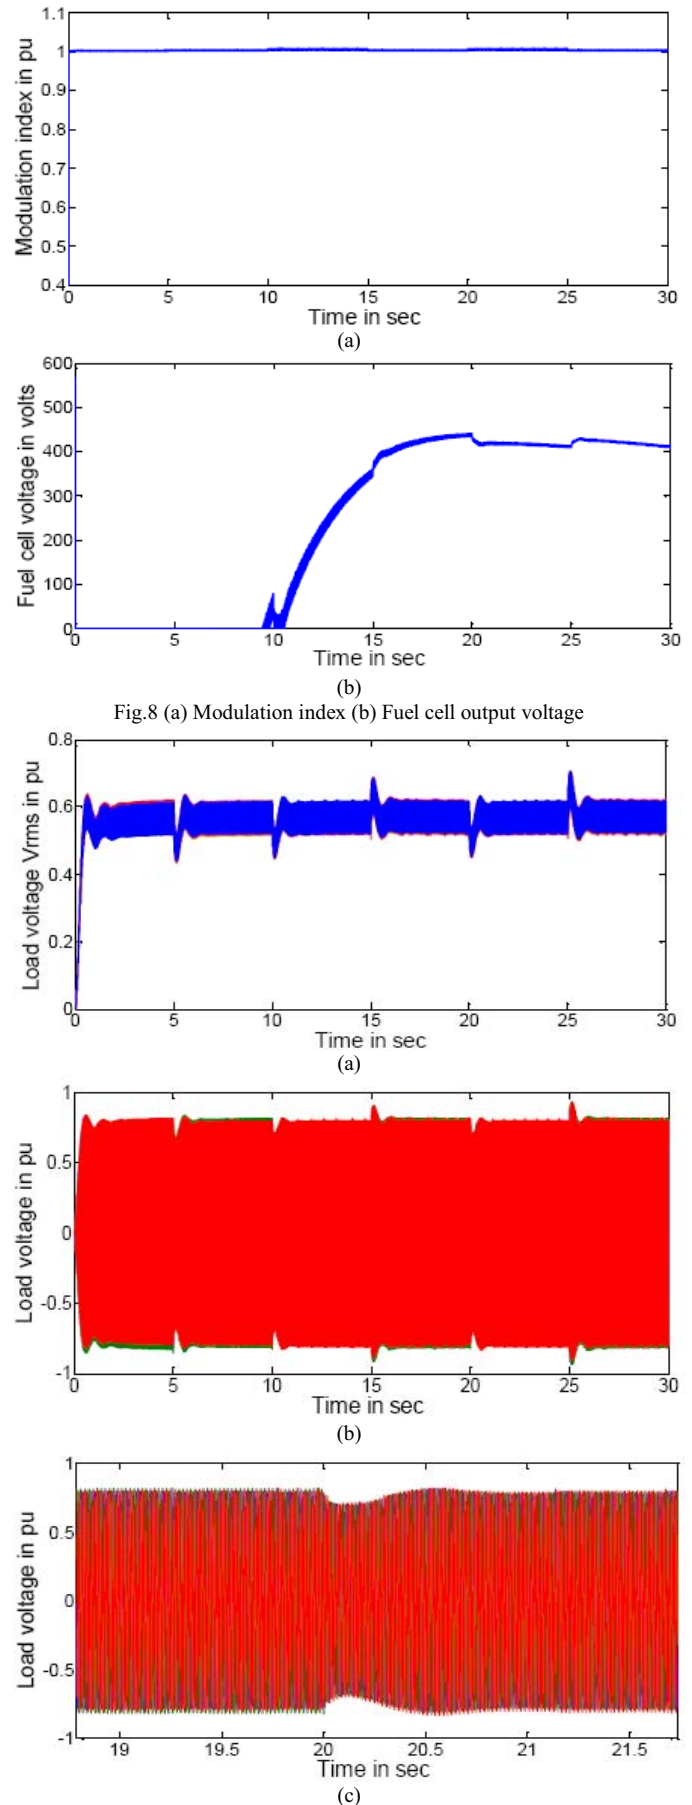 1.1
1
0.9
0.8
0.7
0.6
0.5
0.4
Modulation index in pu
0 5 10 15 20 25 30
Time in sec
(a)
600
500
400
300
200
100
0
Fuel cell voltage in volts
0 5 10 15 20 25 30
Time in sec
(b)
Fig.8 (a) Modulation index (b) Fuel cell output voltage
0.8
0.6
0.4
0.2
0
Load voltage Vrms in pu
0 5 10 15 20 25 30
Time in sec
(a)
1
0.5
0
-0.5
-1
Load voltage in pu
0 5 10 15 20 25 30
Time in sec
(b)
1
0.5
0
-0.5
-1
Load voltage in pu
19 19.5 20 20.5 21 21.5
Time in sec
(c)